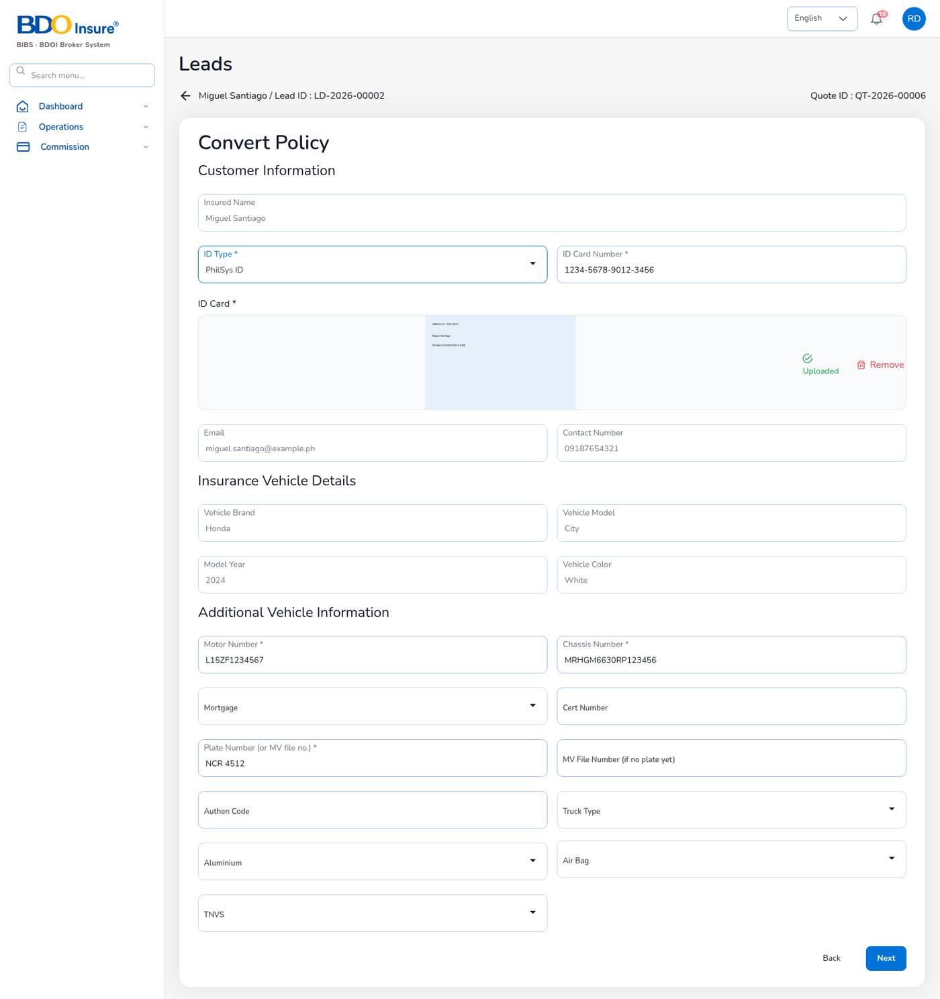 BDO Insure®
BIBS · BDOI Broker System
Search menu...
Dashboard
Operations
Commission
English
16
RD
Leads
Miguel Santiago / Lead ID : LD-2026-00002
Quote ID : QT-2026-00006
Convert Policy
Customer Information
Insured Name
Miguel Santiago
ID Type *
PhilSys ID
ID Card Number *
1234-5678-9012-3456
ID Card *
Miguel Santiago
Uploaded
Remove
Email
miguel.santiago@example.ph
Contact Number
09187654321
Insurance Vehicle Details
Vehicle Brand
Honda
Vehicle Model
City
Model Year
2024
Vehicle Color
White
Additional Vehicle Information
Motor Number *
L15ZF1234567
Chassis Number *
MRHGM6630RP123456
Mortgage
Cert Number
Plate Number (or MV file no.) *
NCR 4512
MV File Number (if no plate yet)
Authen Code
Truck Type
Aluminium
Air Bag
TNVS
Back
Next